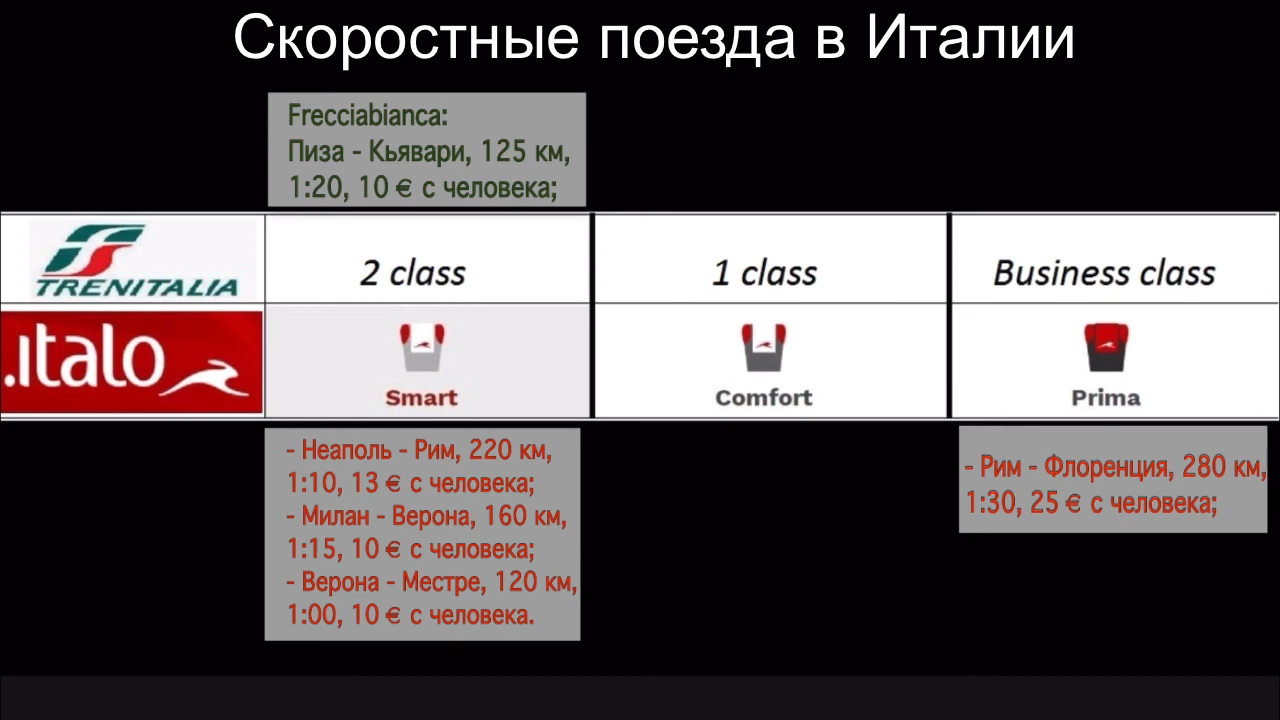 Скоростные поезда в Италии
Frecciabianca:
Пиза - Кьявари, 125 км,
1:20, 10 € с человека;
TRENITALIA
2 class
1 class
Business class
.italo
Smart
Comfort
Prima
- Неаполь - Рим, 220 км,
1:10, 13 € с человека;
- Милан - Верона, 160 км,
1:15, 10 € с человека;
- Верона - Местре, 120 км,
1:00, 10 € с человека.
- Рим - Флоренция, 280 км,
1:30, 25 € с человека;